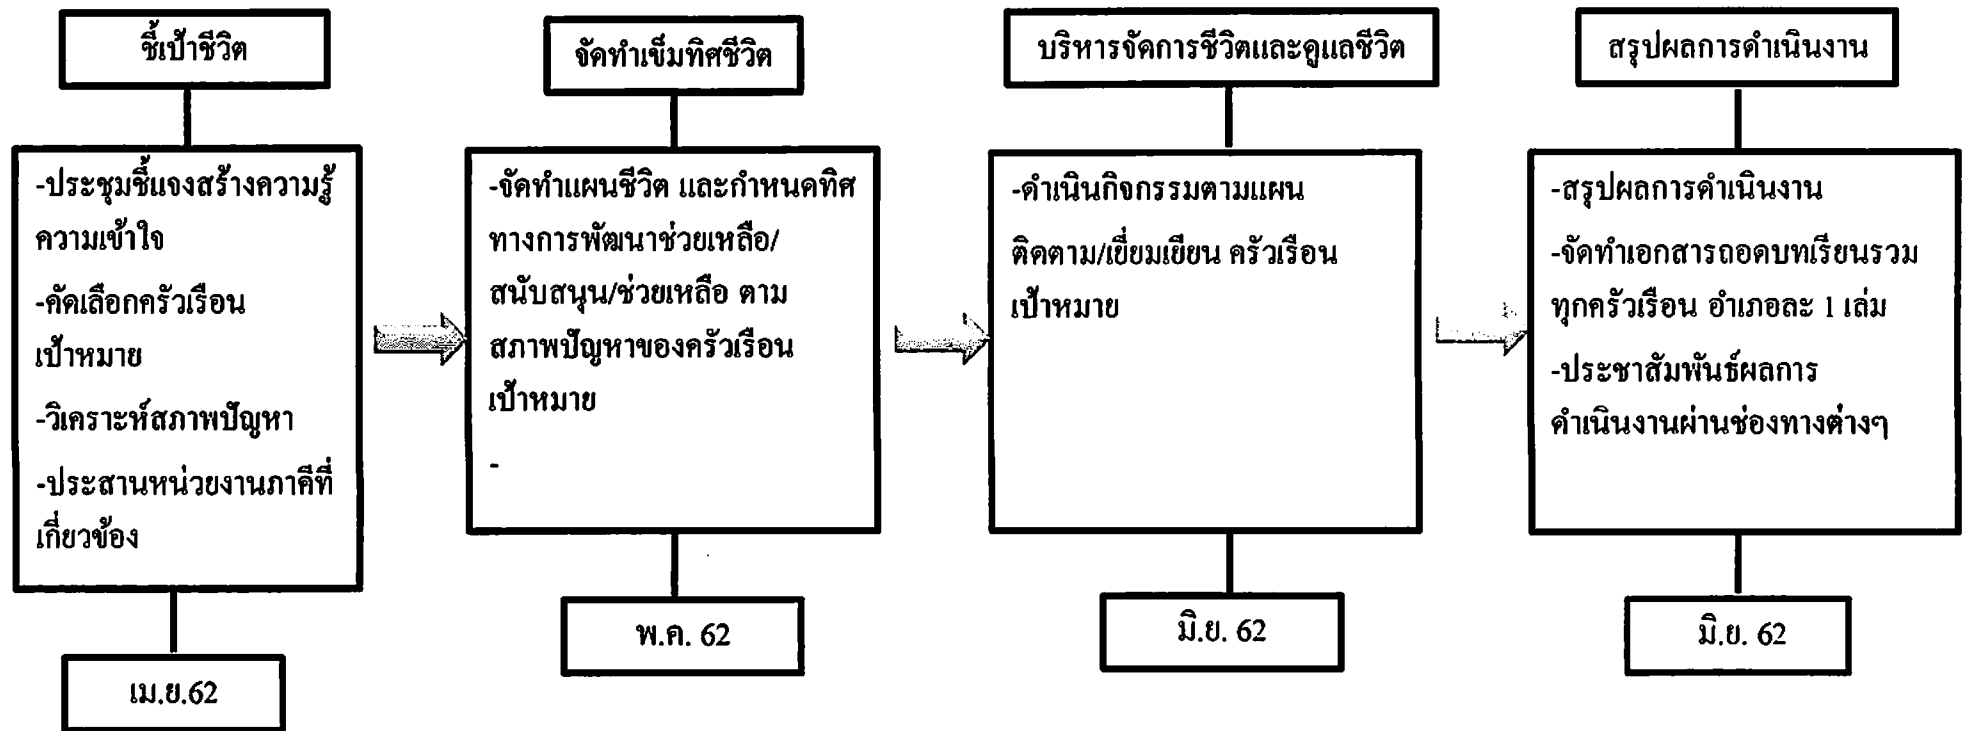 ชี้เป้าชีวิต
-ประชุมชี้แจงสร้างความรู้
ความเข้าใจ
-คัดเลือกครัวเรือน
เป้าหมาย
-วิเคราะห์สภาพปัญหา
-ประสานหน่วยงานภาคีที่
เกี่ยวข้อง
เม.ย.62
จัดทำเข็มทิศชีวิต
-จัดทำแผนชีวิต และกำหนดทิศ
ทางการพัฒนาช่วยเหลือ/
สนับสนุน/ช่วยเหลือ ตาม
สภาพปัญหาของครัวเรือน
เป้าหมาย
-
พ.ค. 62
บริหารจัดการชีวิตและดูแลชีวิต
-ดำเนินกิจกรรมตามแผน
ติดตาม/เยี่ยมเยียน ครัวเรือน
เป้าหมาย
มิ.ย. 62
สรุปผลการดำเนินงาน
-สรุปผลการดำเนินงาน
-จัดทำเอกสารถอดบทเรียนรวม
ทุกครัวเรือน อำเภอละ 1 เล่ม
-ประชาสัมพันธ์ผลการ
ดำเนินงานผ่านช่องทางต่างๆ
มิ.ย. 62